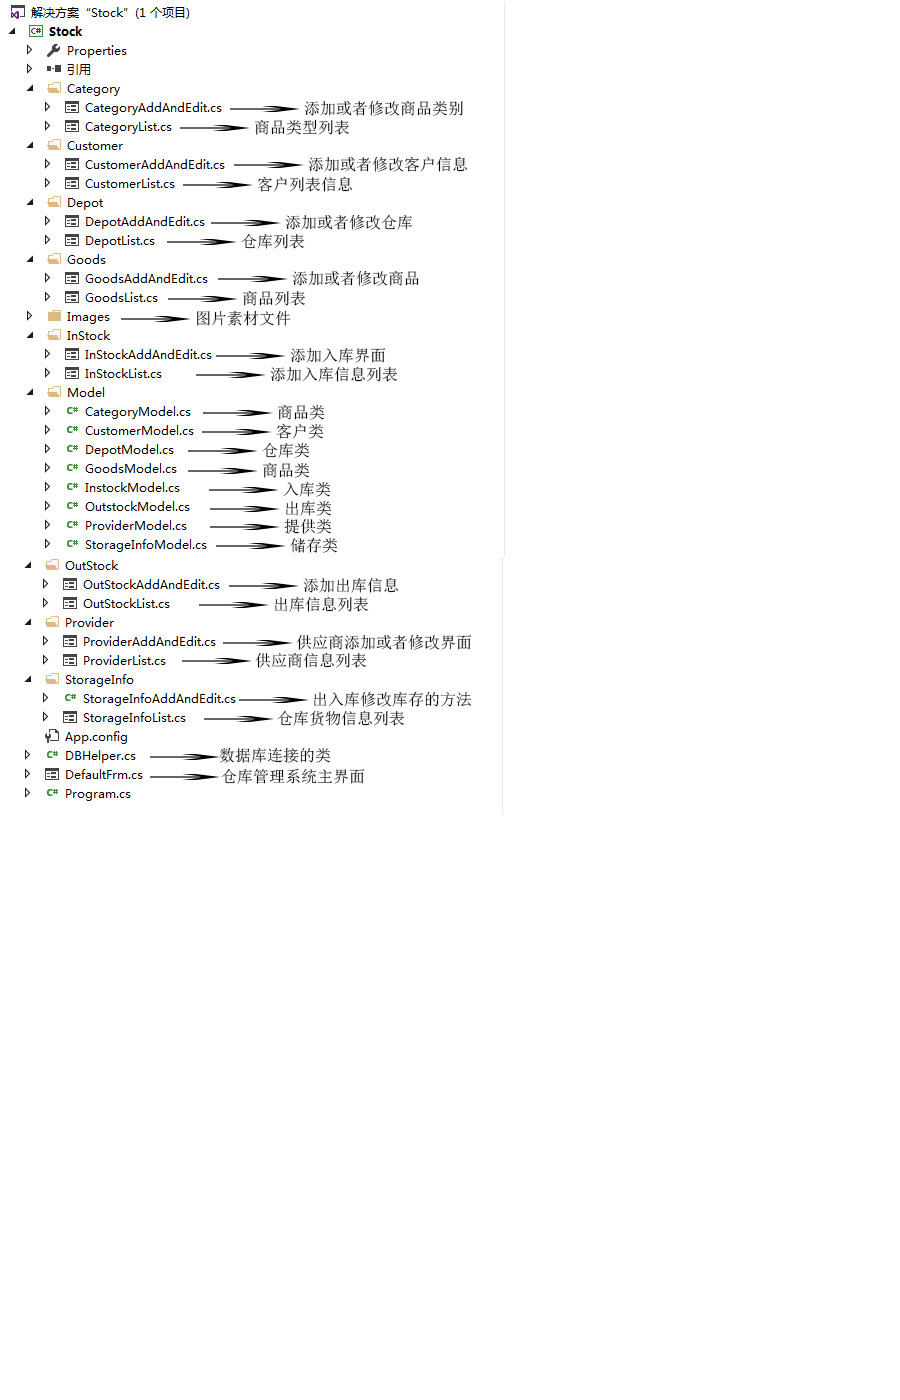 解决方案“Stock”(1 个项目)
Stock
Properties
引用
Category
CategoryAddAndEdit.cs 添加或者修改商品类别
CategoryList.cs 商品类型列表
Customer
CustomerAddAndEdit.cs 添加或者修改客户信息
CustomerList.cs 客户列表信息
Depot
DepotAddAndEdit.cs 添加或者修改仓库
DepotList.cs 仓库列表
Goods
GoodsAddAndEdit.cs 添加或者修改商品
GoodsList.cs 商品列表
Images 图片素材文件
InStock
InStockAddAndEdit.cs 添加入库界面
InStockList.cs 添加入库信息列表
Model
CategoryModel.cs 商品类
CustomerModel.cs 客户类
DepotModel.cs 仓库类
GoodsModel.cs 商品类
InstockModel.cs 入库类
OutstockModel.cs 出库类
ProviderModel.cs 提供类
StorageInfoModel.cs 储存类
OutStock
OutStockAddAndEdit.cs 添加出库信息
OutStockList.cs 出库信息列表
Provider
ProviderAddAndEdit.cs 供应商添加或者修改界面
ProviderList.cs 供应商信息列表
StorageInfo
StorageInfoAddAndEdit.cs 出入库修改库存的方法
StorageInfoList.cs 仓库货物信息列表
App.config
DBHelper.cs 数据库连接的类
DefaultFrm.cs 仓库管理系统主界面
Program.cs